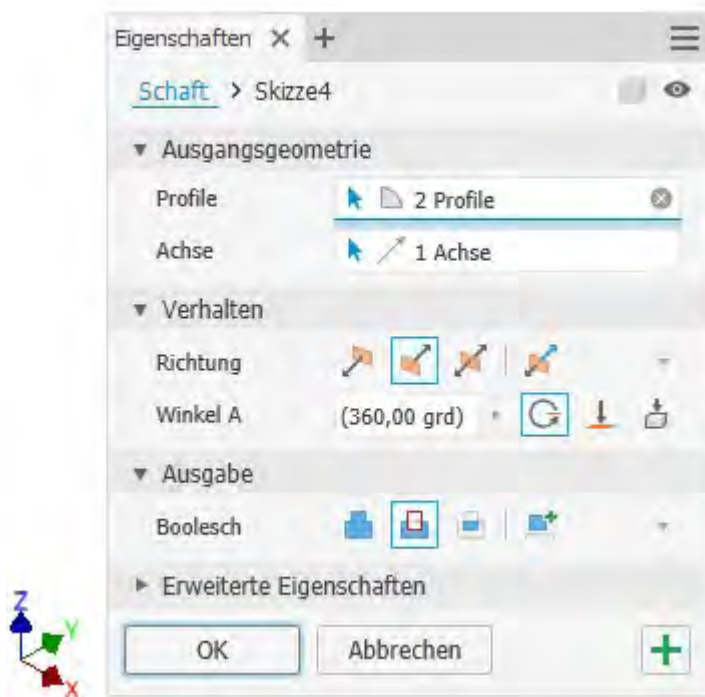 Eigenschaften
Schaft > Skizze4
Ausgangsgeometrie
Profile 2 Profile
Achse 1 Achse
Verhalten
Richtung
Winkel A (360,00 grd)
Ausgabe
Boolesch
Erweiterte Eigenschaften
OK Abbrechen
Z
Y
X